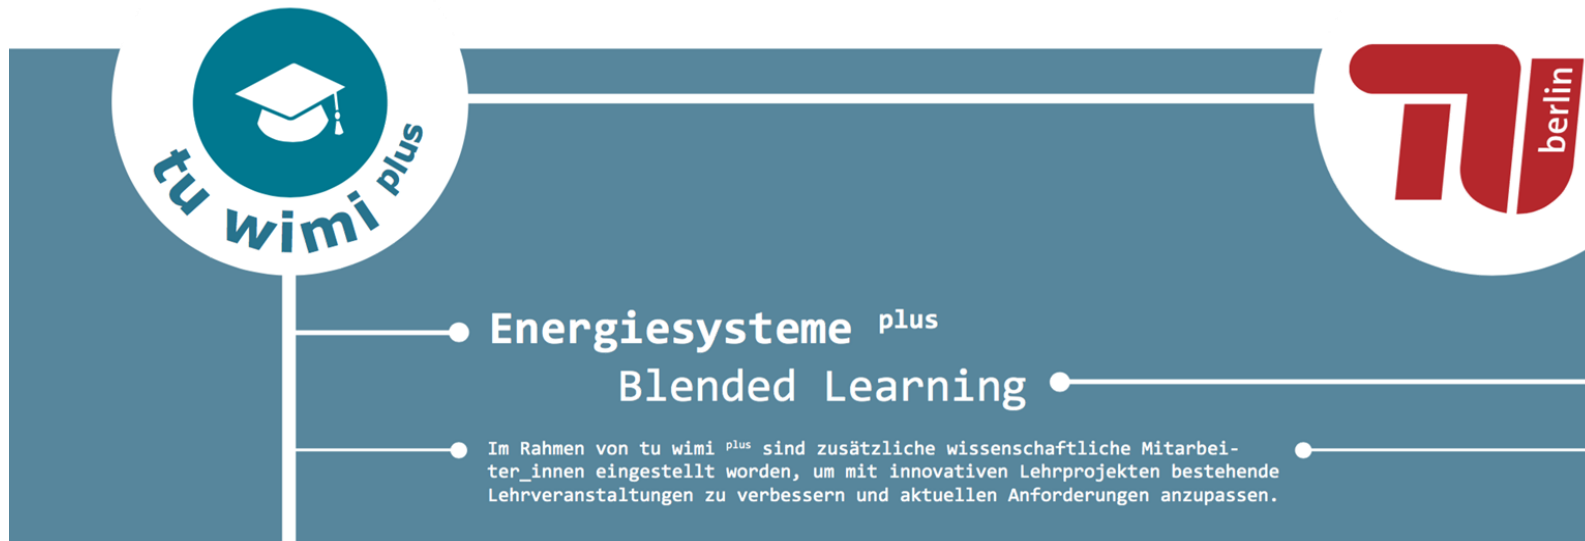 tu wimi plus
TU berlin
Energiesysteme plus
Blended Learning
Im Rahmen von tu wimi plus sind zusätzliche wissenschaftliche Mitarbei-
ter_innen eingestellt worden, um mit innovativen Lehrprojekten bestehende
Lehrveranstaltungen zu verbessern und aktuellen Anforderungen anzupassen.